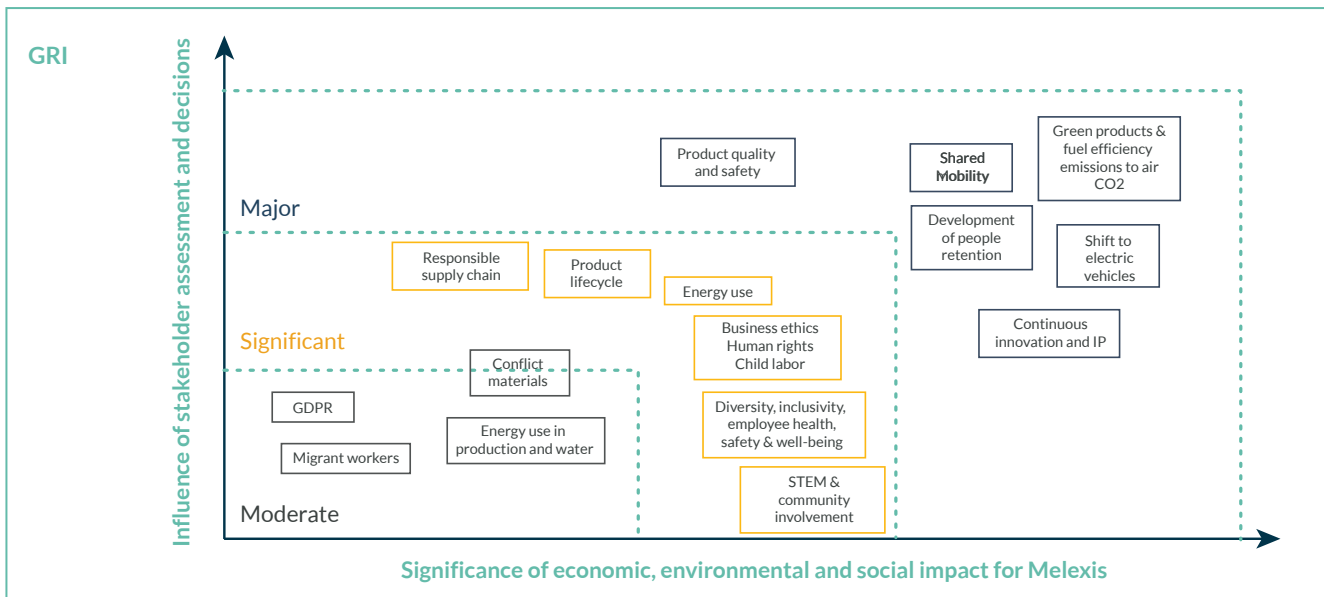 GRI
Influence of stakeholder assessment and decisions
Green products &
fuel efficiency
emissions to air
CO2
Product quality
and safety
Shared
Mobility
Major
Development
of people
retention
Shift to
electric
vehicles
Responsible
supply chain
Product
lifecycle
Energy use
Continuous
innovation and IP
Significant
Business ethics
Human rights
Child labor
Conflict
materials
GDPR
Diversity, inclusivity,
employee health,
safety & well-being
Energy use in
production and water
Migrant workers
STEM &
community
involvement
Moderate
Significance of economic, environmental and social impact for Melexis